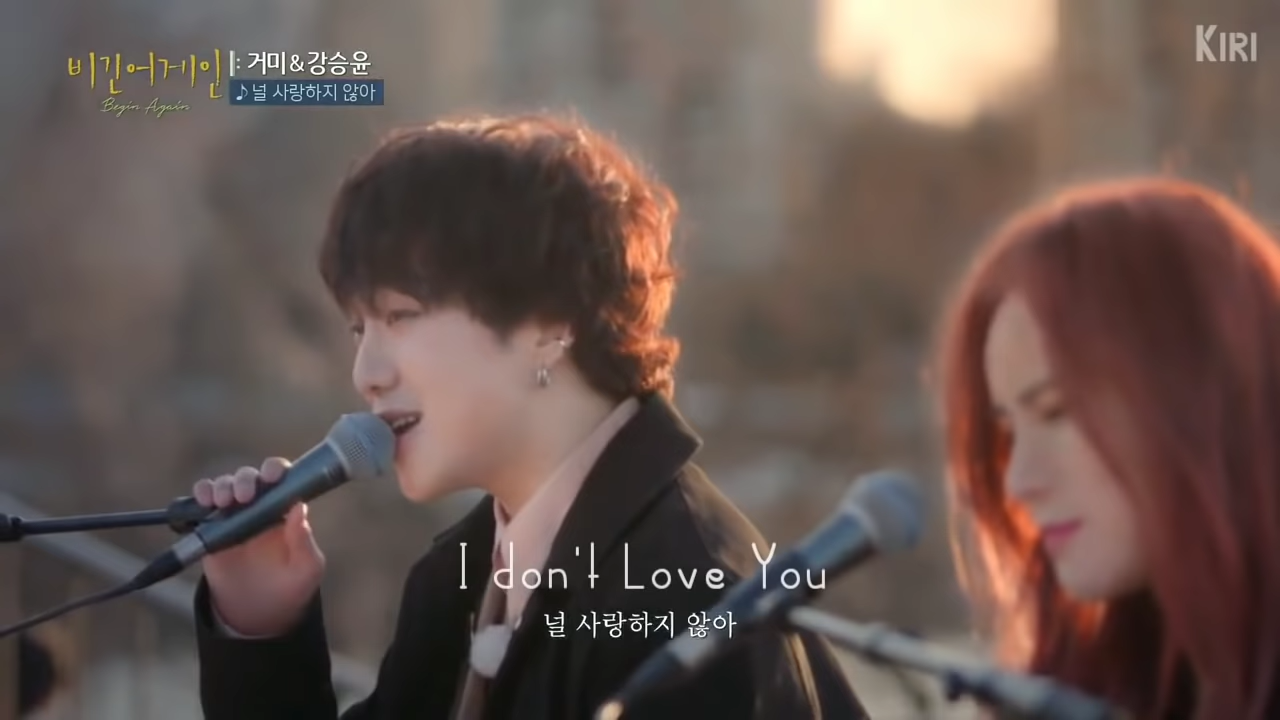 비긴어게인
Begin Again
: 거미&강승윤
♪ 널 사랑하지 않아
KIRI
I don't Love You
널 사랑하지 않아